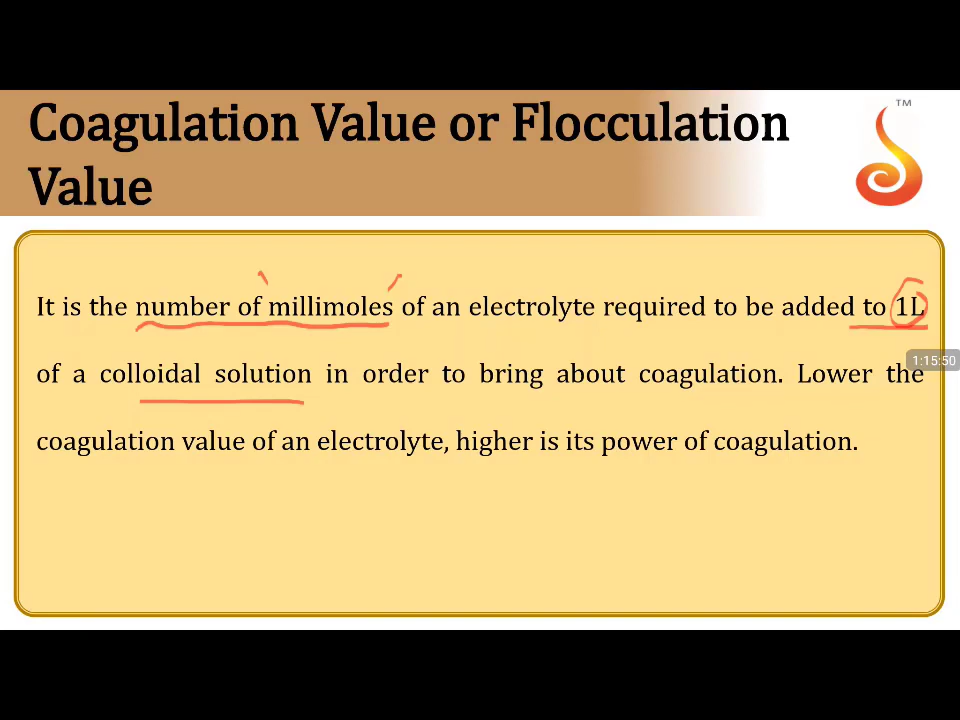 Coagulation Value or Flocculation
Value
TM
It is the number of millimoles of an electrolyte required to be added to 1L
1:15:50
of a colloidal solution in order to bring about coagulation. Lower the
coagulation value of an electrolyte, higher is its power of coagulation.